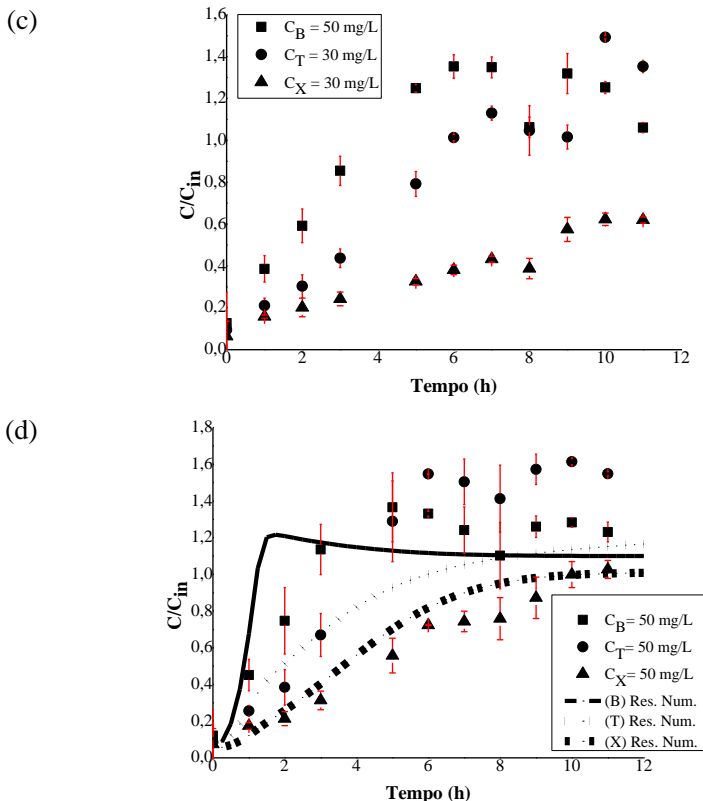 (c)
1,6
1,4
1,2
1,0
0,8
0,6
0,4
0,2
0,0
C/C_in
C_B = 50 mg/L
C_T = 30 mg/L
C_X = 30 mg/L
0 2 4 6 8 10 12
Tempo (h)
(d)
1,8
1,6
1,4
1,2
1,0
0,8
0,6
0,4
0,2
0,0
C/C_in
C_B = 50 mg/L
C_T = 50 mg/L
C_X = 50 mg/L
(B) Res. Num.
(T) Res. Num.
(X) Res. Num.
0 2 4 6 8 10 12
Tempo (h)